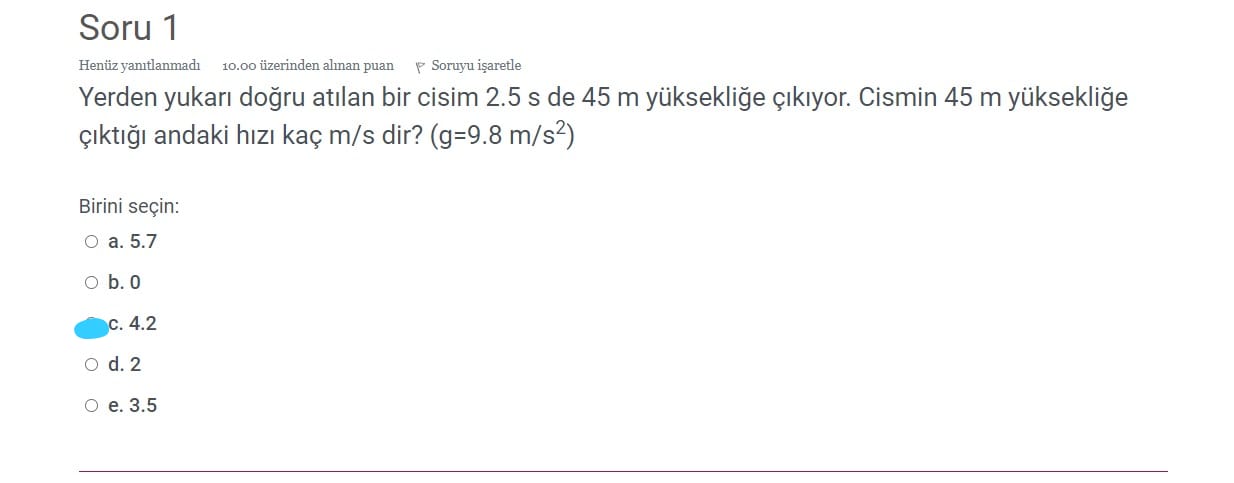 Soru 1
Henüz yanıtlanmadı 10.00 üzerinden alınan puan Soruyu işaretle
Yerden yukarı doğru atılan bir cisim 2.5 s de 45 m yüksekliğe çıkıyor. Cismin 45 m yüksekliğe
çıktığı andaki hızı kaç m/s dir? (g=9.8 m/s²)
Birini seçin:
a. 5.7
b. 0
c. 4.2
d. 2
e. 3.5